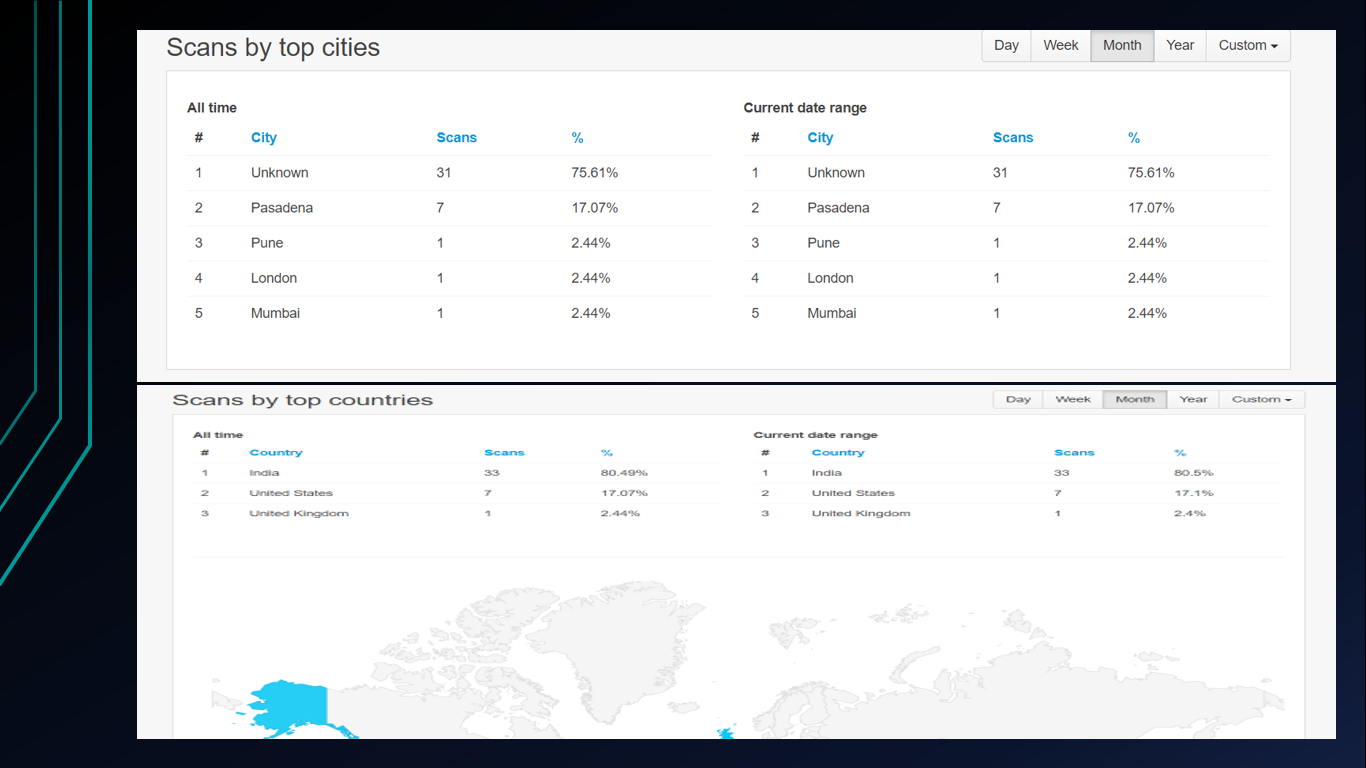 Scans by top cities Day Week Month Year Custom
All time Current date range
# City Scans % # City Scans %
1 Unknown 31 75.61% 1 Unknown 31 75.61%
2 Pasadena 7 17.07% 2 Pasadena 7 17.07%
3 Pune 1 2.44% 3 Pune 1 2.44%
4 London 1 2.44% 4 London 1 2.44%
5 Mumbai 1 2.44% 5 Mumbai 1 2.44%
Scans by top countries Day Week Month Year Custom
All time Current date range
# Country Scans % # Country Scans %
1 India 33 80.49% 1 India 33 80.5%
2 United States 7 17.07% 2 United States 7 17.1%
3 United Kingdom 1 2.44% 3 United Kingdom 1 2.4%